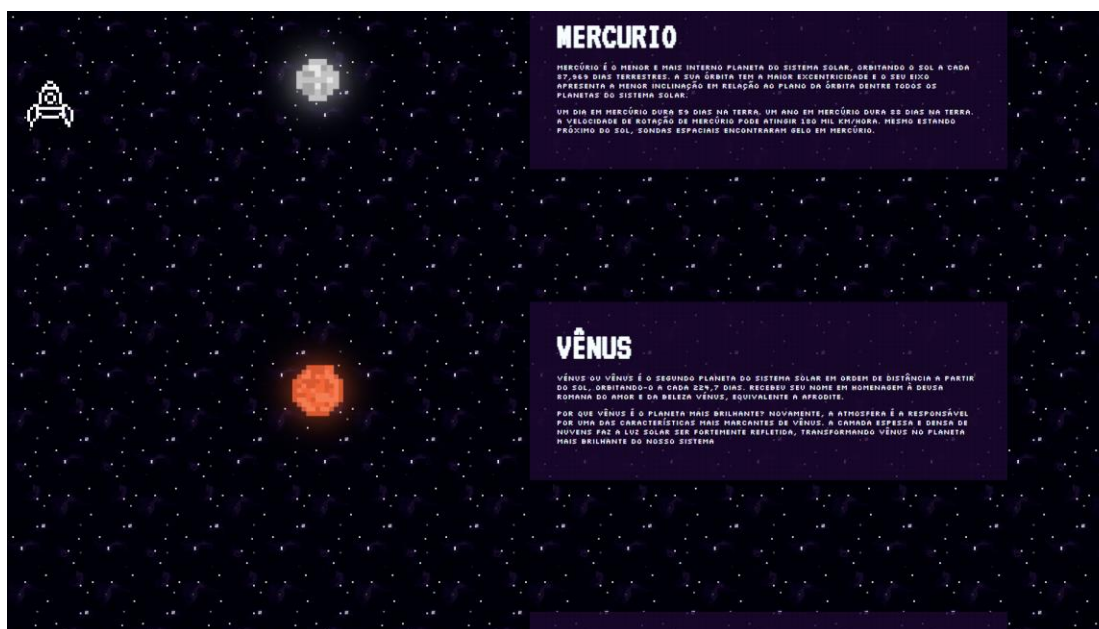 MERCURIO
MERCÚRIO É O MENOR E MAIS INTERNO PLANETA DO SISTEMA SOLAR, ORBITANDO O SOL A CADA
87,969 DIAS TERRESTRES. A SUA ÓRBITA TEM A MAIOR EXCENTRICIDADE E O SEU EIXO
APRESENTA A MENOR INCLINAÇÃO EM RELAÇÃO AO PLANO DA ÓRBITA DENTRE TODOS OS
PLANETAS DO SISTEMA SOLAR.
UM DIA EM MERCÚRIO DURA 59 DIAS NA TERRA. UM ANO EM MERCÚRIO DURA 88 DIAS NA TERRA.
A VELOCIDADE DE ROTAÇÃO DE MERCÚRIO PODE ATINGIR 180 MIL KM/HORA. MESMO ESTANDO
PRÓXIMO DO SOL, SONDAS ESPACIAIS ENCONTRARAM GELO EM MERCÚRIO.
VÊNUS
VÉNUS OU VÊNUS É O SEGUNDO PLANETA DO SISTEMA SOLAR EM ORDEM DE DISTÂNCIA A PARTIR
DO SOL, ORBITANDO-O A CADA 224,7 DIAS. RECEBEU SEU NOME EM HOMENAGEM À DEUSA
ROMANA DO AMOR E DA BELEZA VÉNUS, EQUIVALENTE A AFRODITE.
POR QUE VÊNUS É O PLANETA MAIS BRILHANTE? NOVAMENTE, A ATMOSFERA É A RESPONSÁVEL
POR UMA DAS CARACTERÍSTICAS MAIS MARCANTES DE VÊNUS. A CAMADA ESPESSA E DENSA DE
NUVENS FAZ A LUZ SOLAR SER FORTEMENTE REFLETIDA, TRANSFORMANDO VÊNUS NO PLANETA
MAIS BRILHANTE DO NOSSO SISTEMA